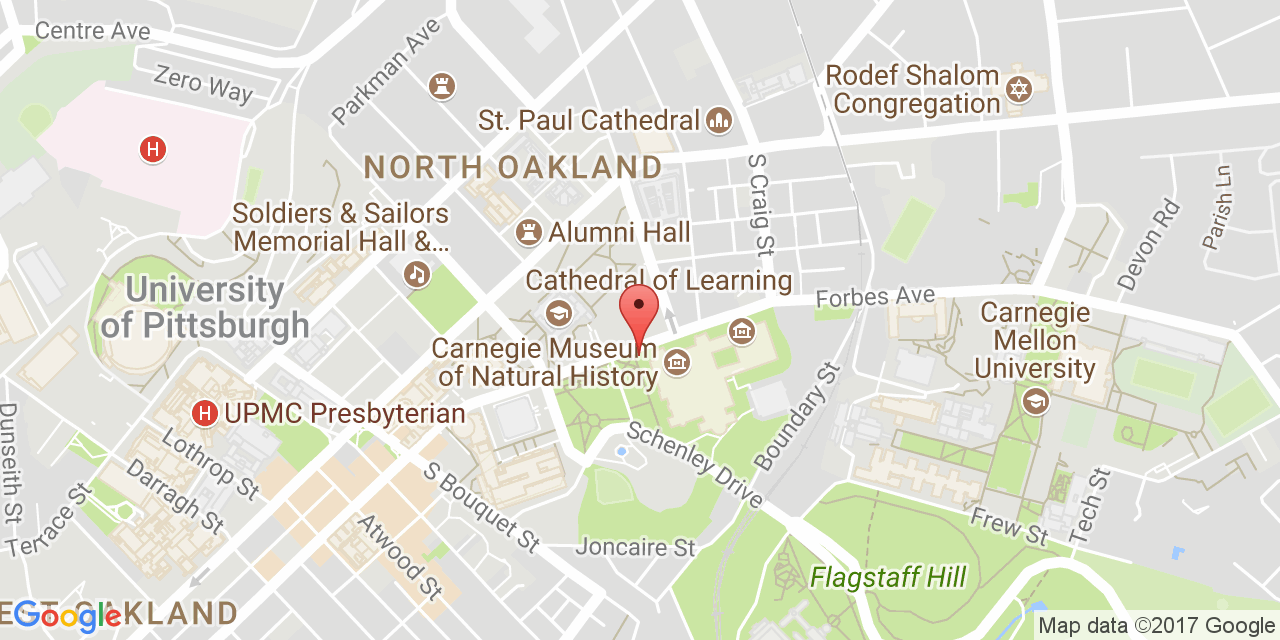 Centre Ave
Zero Way
Parkman Ave
Rodef Shalom
Congregation
St. Paul Cathedral
H
NORTH OAKLAND
S Craig St
Parish Ln
Devon Rd
Soldiers & Sailors
Memorial Hall &...
Alumni Hall
University
of Pittsburgh
Cathedral of Learning
Forbes Ave
Carnegie
Mellon
University
Carnegie Museum
of Natural History
H
UPMC Presbyterian
Boundary St
Dunseith St
Lothrop St
Darragh St
Terrace St
Schenley Drive
S Bouquet St
Atwood St
Joncaire St
Frew St
Tech St
Flagstaff Hill
OAKLAND
Google
Map data ©2017 Google